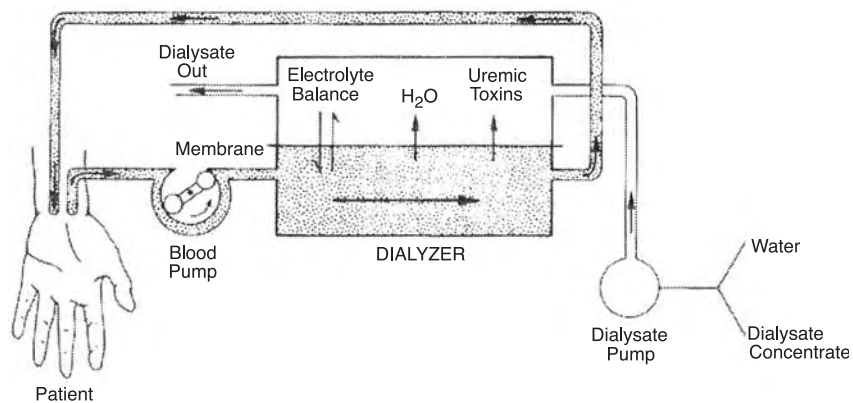 Dialysate
Out
Electrolyte
Balance
H₂O
Uremic
Toxins
Membrane
Blood
Pump
DIALYZER
Water
Dialysate
Pump
Dialysate
Concentrate
Patient